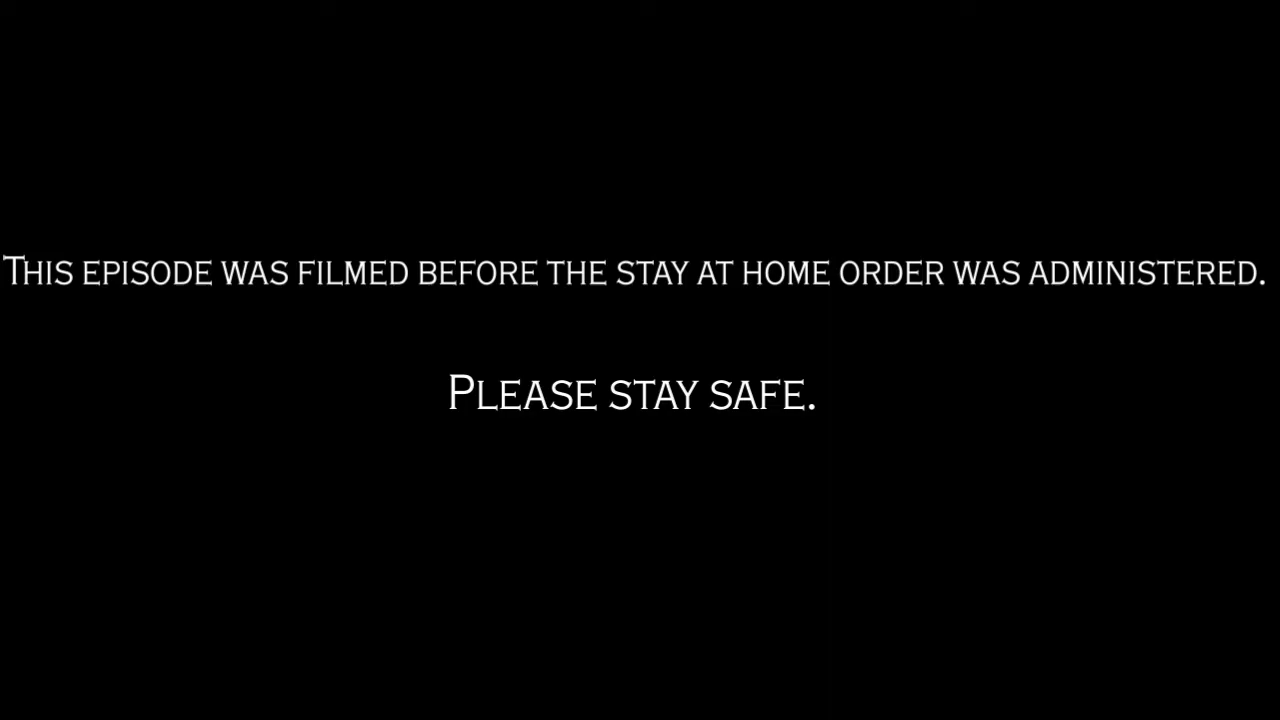 This episode was filmed before the stay at home order was administered.
Please stay safe.